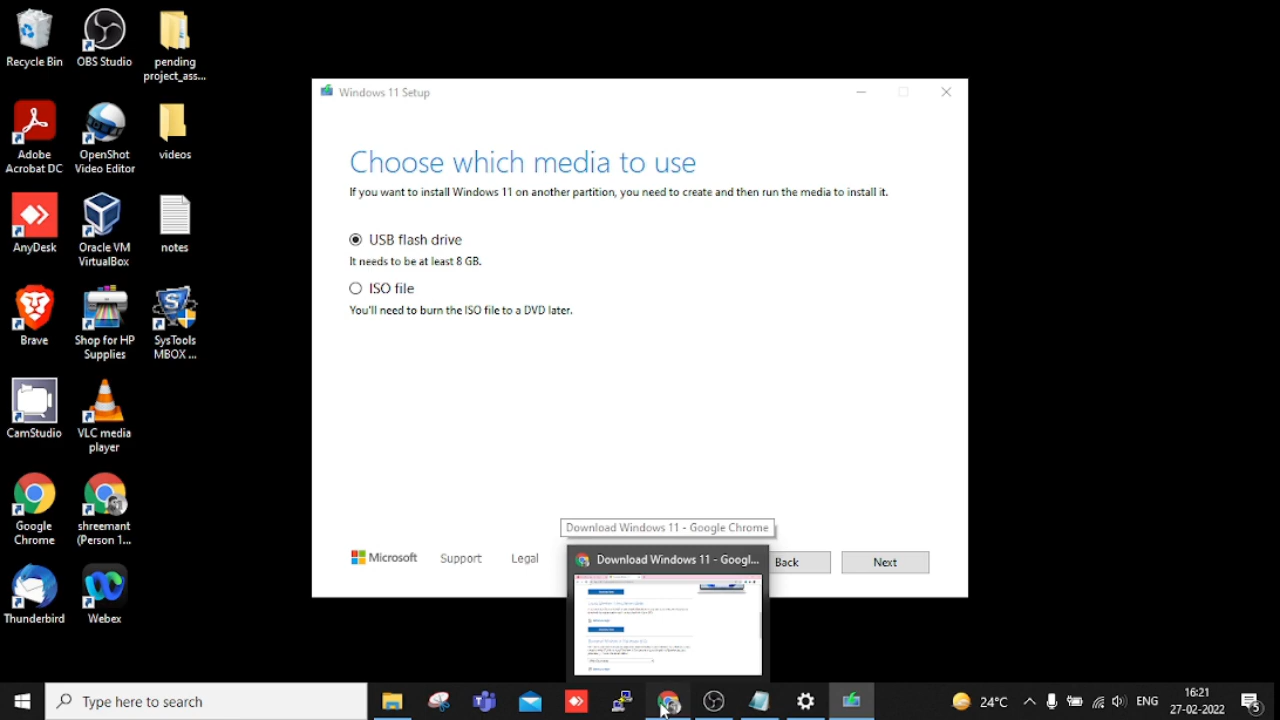 Recycle Bin
OBS Studio
pending
project_ass...
Adobe
Acrobat DC
OpenShot
Video Editor
videos
AnyDesk
Oracle VM
VirtualBox
notes
Brave
Shop for HP
Supplies
SysTools
MBOX ...
CamStudio
VLC media
player
Google
Chrome
shreemant
(Person 1...
Thunderbird
Webex
Windows 11 Setup
Choose which media to use
If you want to install Windows 11 on another partition, you need to create and then run the media to install it.
USB flash drive
It needs to be at least 8 GB.
ISO file
You'll need to burn the ISO file to a DVD later.
Microsoft
Support
Legal
Back
Next
Download Windows 11 - Google Chrome
Download Windows 11 - Googl...
Type here to search
24°C
ENG
16:21
27-02-2022
5